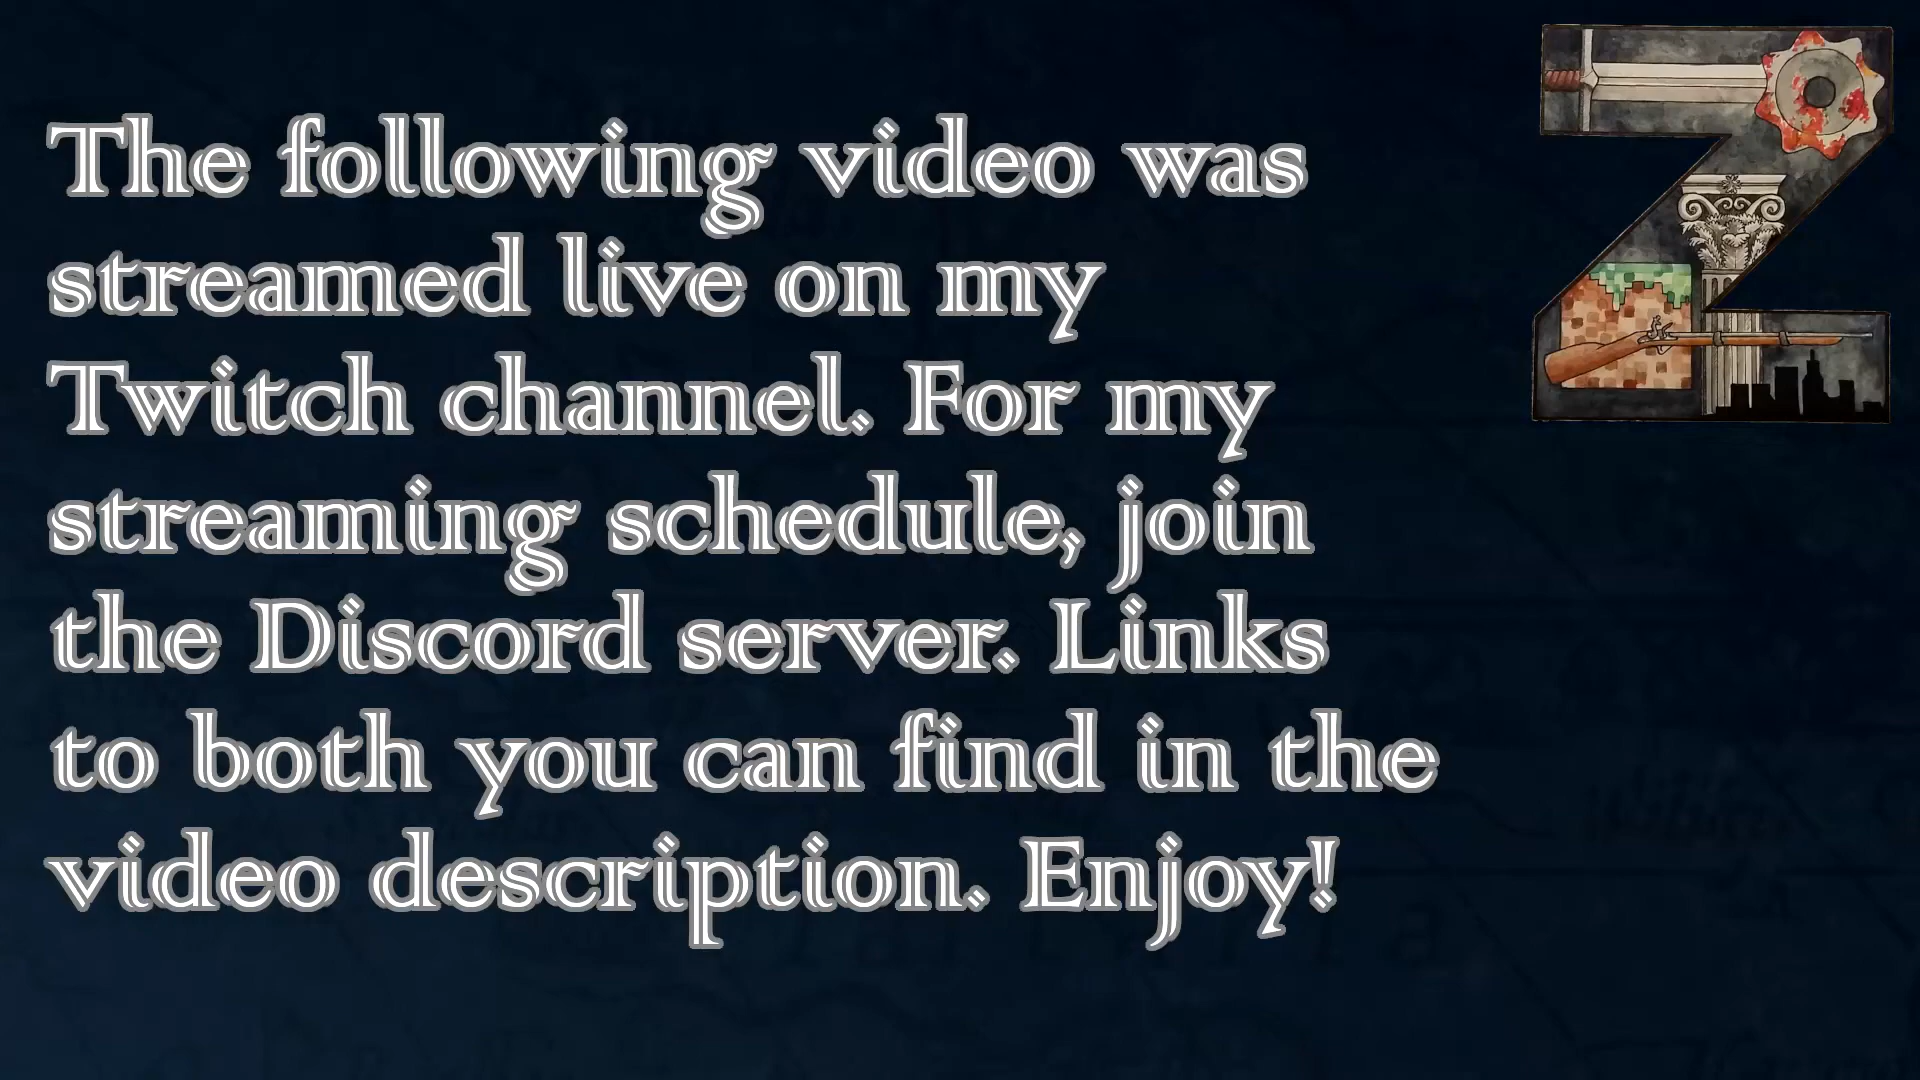 The following video was
streamed live on my
Twitch channel. For my
streaming schedule, join
the Discord server. Links
to both you can find in the
video description. Enjoy!